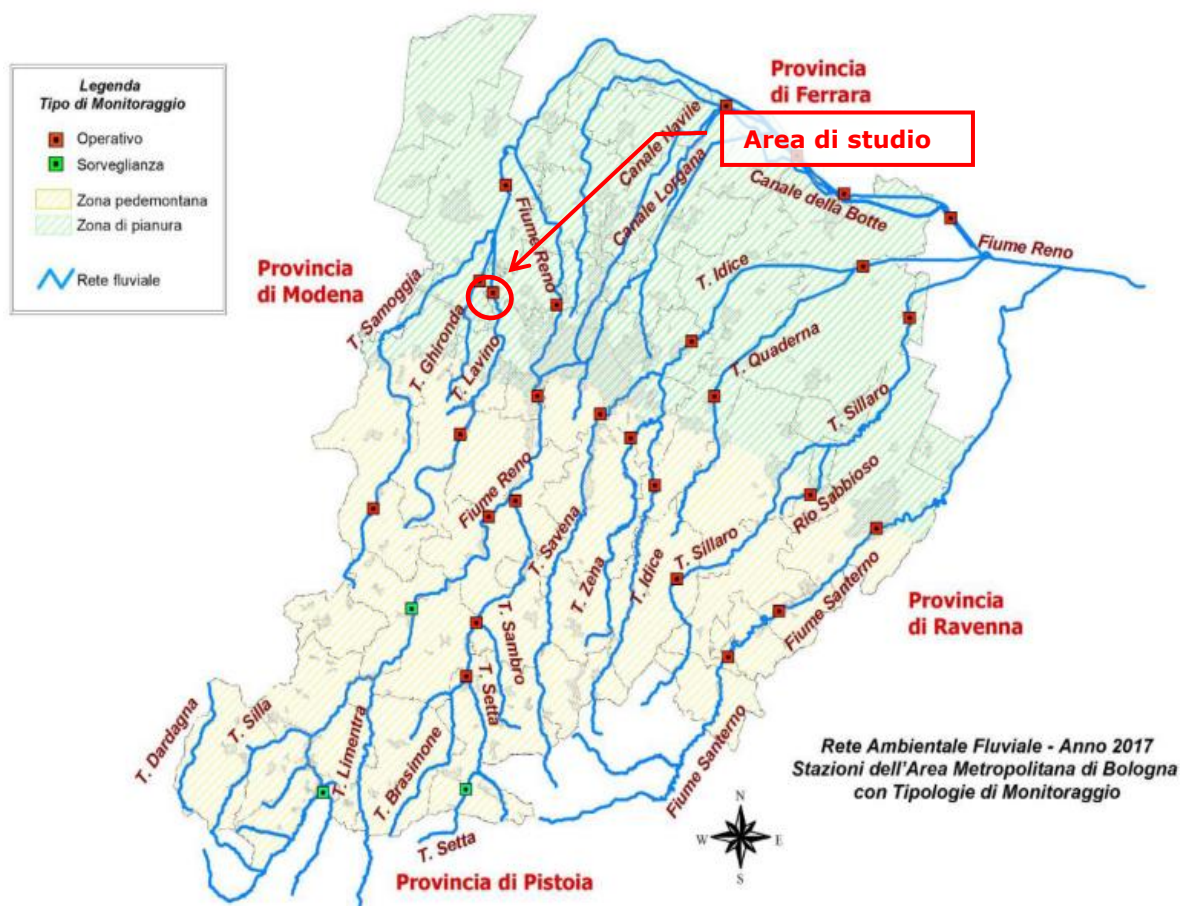 Legenda
Tipo di Monitoraggio
Operativo
Sorveglianza
Zona pedemontana
Zona di pianura
Rete fluviale
Provincia
di Ferrara
Area di studio
Canale Navile
Canale Lorgana
Canale della Botte
Fiume Reno
Fiume Reno
Provincia
di Modena
T. Samoggia
T. Ghironda
T. Lavino
T. Idice
T. Quaderna
T. Sillaro
Rio Sabbioso
Fiume Reno
T. Savena
T. Zena
T. Idice
T. Sillaro
Fiume Santerno
Provincia
di Ravenna
T. Sambro
T. Setta
T. Dardagna
T. Silla
T. Limentra
T. Brasimone
Fiume Santerno
T. Setta
Provincia di Pistoia
Rete Ambientale Fluviale - Anno 2017
Stazioni dell'Area Metropolitana di Bologna
con Tipologie di Monitoraggio
N
W
E
S